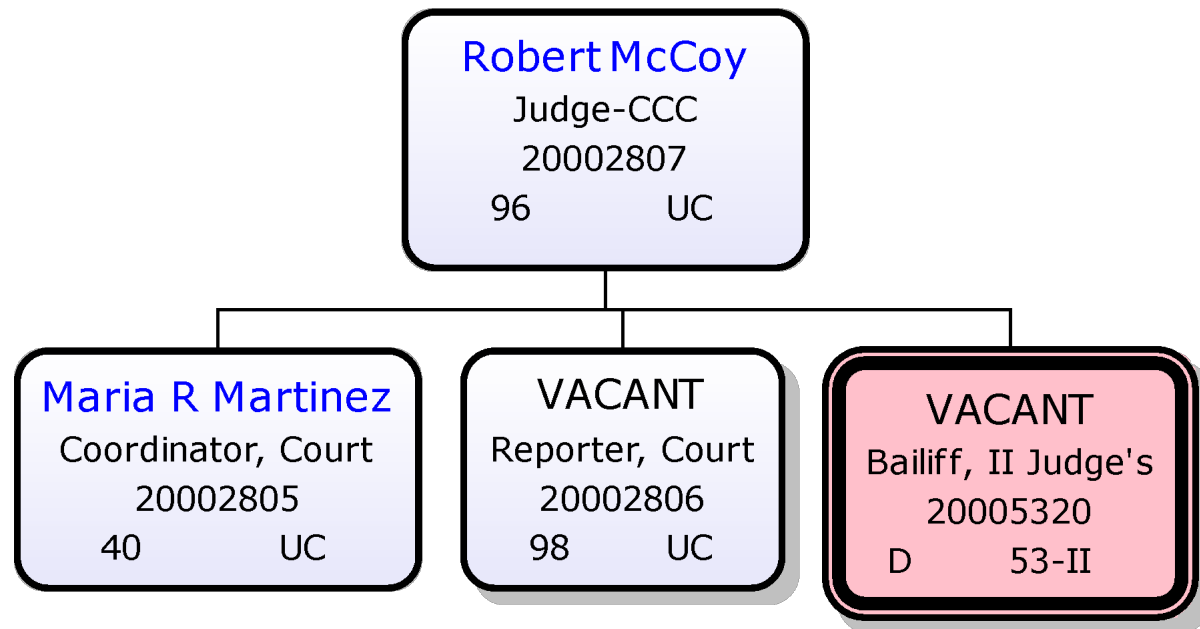 Robert McCoy
Judge-CCC
20002807
96 UC
Maria R Martinez
Coordinator, Court
20002805
40 UC
VACANT
Reporter, Court
20002806
98 UC
VACANT
Bailiff, II Judge's
20005320
D 53-II